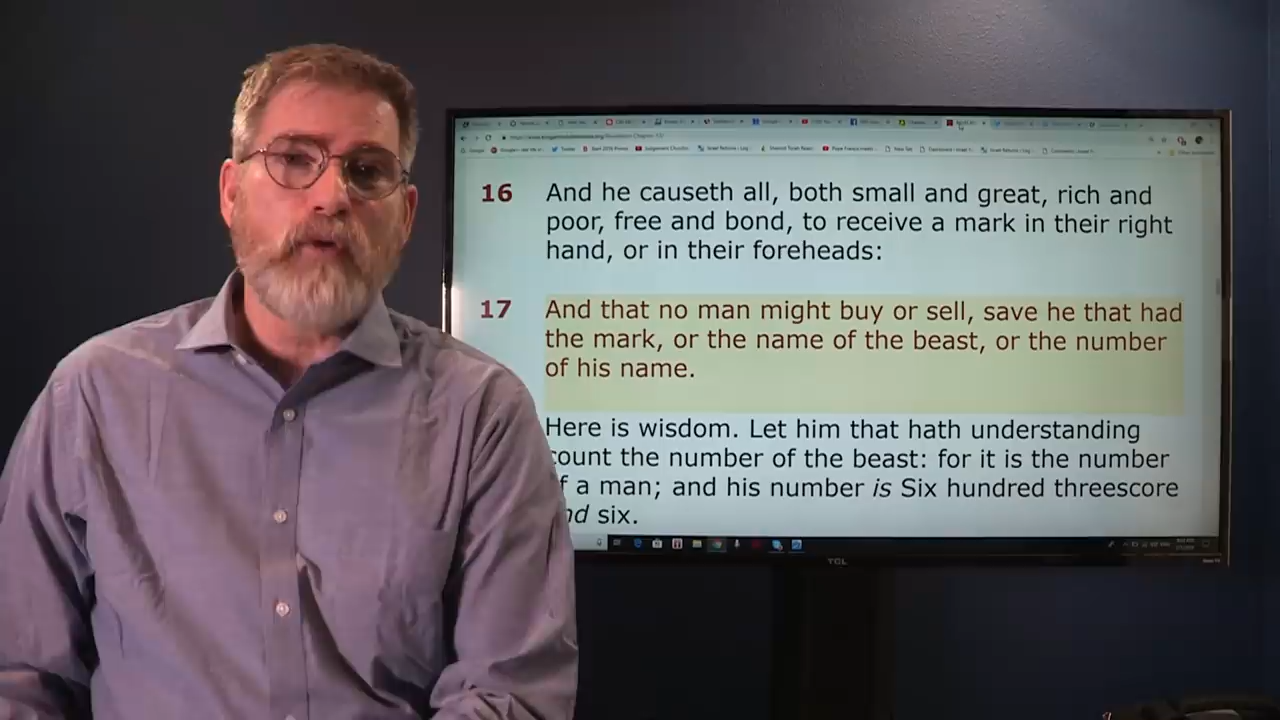 16 And he causeth all, both small and great, rich and
poor, free and bond, to receive a mark in their right
hand, or in their foreheads:
17 And that no man might buy or sell, save he that had
the mark, or the name of the beast, or the number
of his name.
Here is wisdom. Let him that hath understanding
count the number of the beast: for it is the number
f a man; and his number is Six hundred threescore
nd six.
TCL